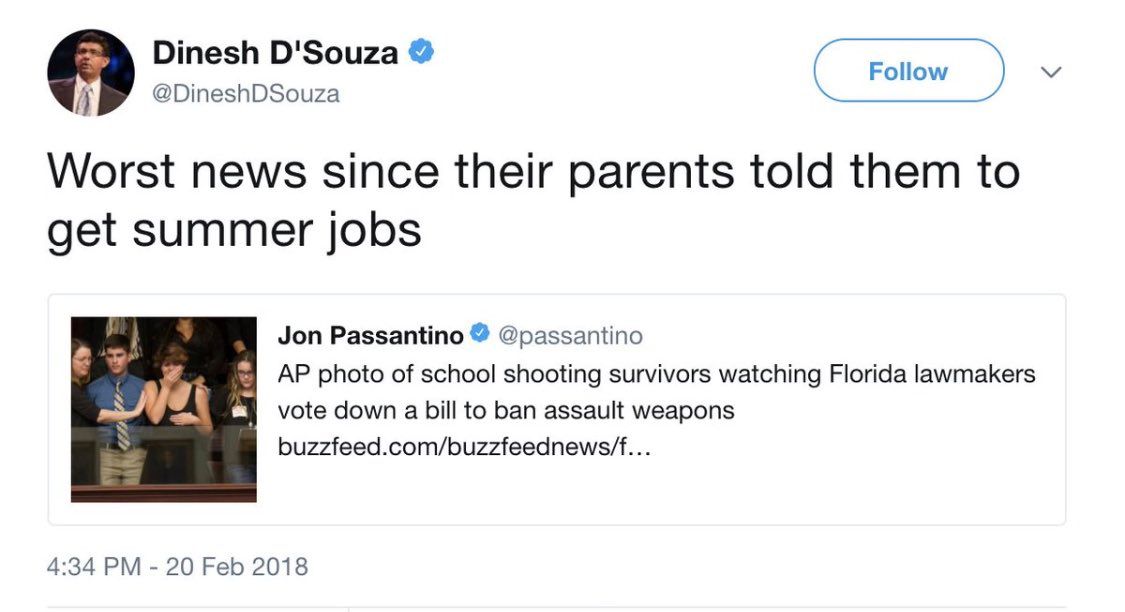 Dinesh D'Souza
@DineshDSouza
Follow
Worst news since their parents told them to
get summer jobs
Jon Passantino @passantino
AP photo of school shooting survivors watching Florida lawmakers
vote down a bill to ban assault weapons
buzzfeed.com/buzzfeednews/f...
4:34 PM - 20 Feb 2018